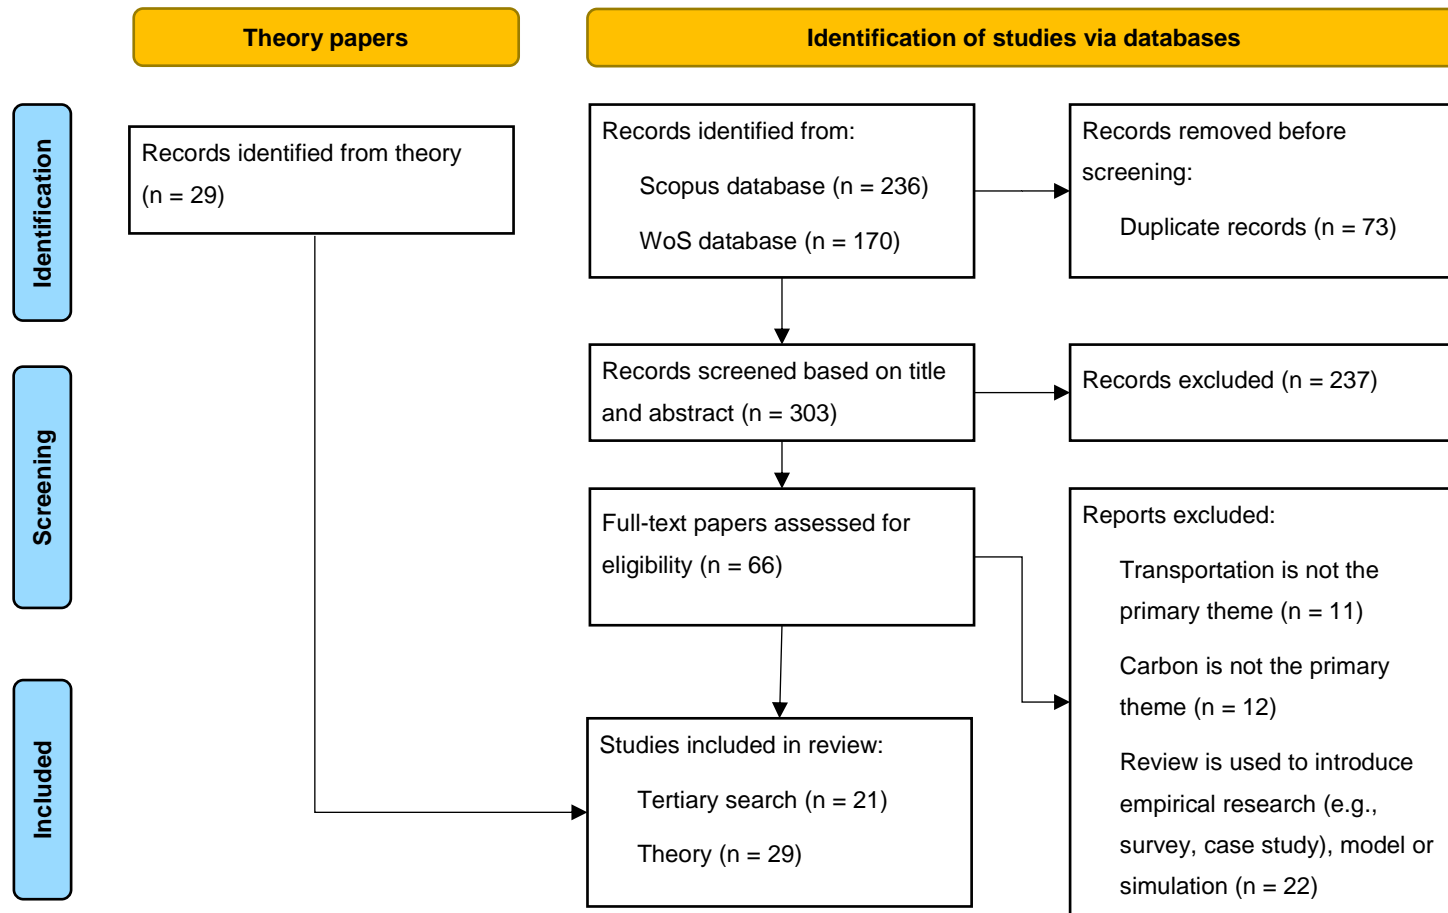 Theory papers
Identification of studies via databases
Identification
Records identified from theory
(n = 29)
Records identified from:
Scopus database (n = 236)
WoS database (n = 170)
Records removed before
screening:
Duplicate records (n = 73)
Screening
Records screened based on title
and abstract (n = 303)
Records excluded (n = 237)
Full-text papers assessed for
eligibility (n = 66)
Reports excluded:
Transportation is not the
primary theme (n = 11)
Carbon is not the primary
theme (n = 12)
Review is used to introduce
empirical research (e.g.,
survey, case study), model or
simulation (n = 22)
Included
Studies included in review:
Tertiary search (n = 21)
Theory (n = 29)